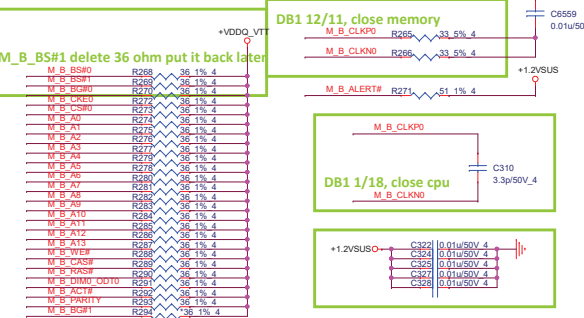 DB1 12/11, close memory
C6559
0.01u/50
+VDDQ_VTT
M_B_CLKP0 R265 33_5%_4
M_B_BS#1 delete 36 ohm put it back later
M_B_CLKN0 R266 33_5%_4
+1.2VSUS
M_B_BS#0 R268 36_1%_4
M_B_BS#1 R269 36_1%_4
M_B_BG#0 R270 36_1%_4
M_B_CKE0 R272 36_1%_4
M_B_CS#0 R273 36_1%_4
M_B_A0 R274 36_1%_4
M_B_A1 R275 36_1%_4
M_B_A2 R276 36_1%_4
M_B_A3 R277 36_1%_4
M_B_A4 R278 36_1%_4
M_B_A5 R279 36_1%_4
M_B_A6 R280 36_1%_4
M_B_A7 R281 36_1%_4
M_B_A8 R282 36_1%_4
M_B_A9 R283 36_1%_4
M_B_A10 R284 36_1%_4
M_B_A11 R285 36_1%_4
M_B_A12 R286 36_1%_4
M_B_A13 R287 36_1%_4
M_B_WE# R288 36_1%_4
M_B_CAS# R289 36_1%_4
M_B_RAS# R290 36_1%_4
M_B_DIM0_ODT0 R291 36_1%_4
M_B_ACT# R292 36_1%_4
M_B_PARITY R293 36_1%_4
M_B_BG#1 R294 *36_1%_4
M_B_ALERT# R271 51_1%_4
M_B_CLKP0
C310
3.3p/50V_4
DB1 1/18, close cpu
M_B_CLKN0
+1.2VSUS
C322 0.01u/50V_4
C324 0.01u/50V_4
C325 0.01u/50V_4
C327 0.01u/50V_4
C328 0.01u/50V_4